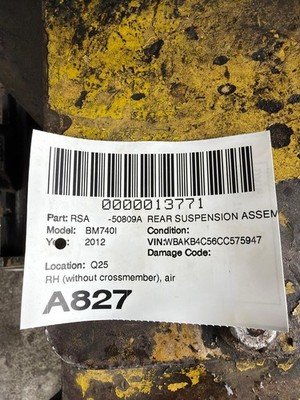 0000013771
Part: RSA -50809A REAR SUSPENSION ASSEM
Model: BM740I Condition:
2012 VIN:WBAKB4C56CC575947
Damage Code:
Location: Q25
RH (without crossmember), air
A827